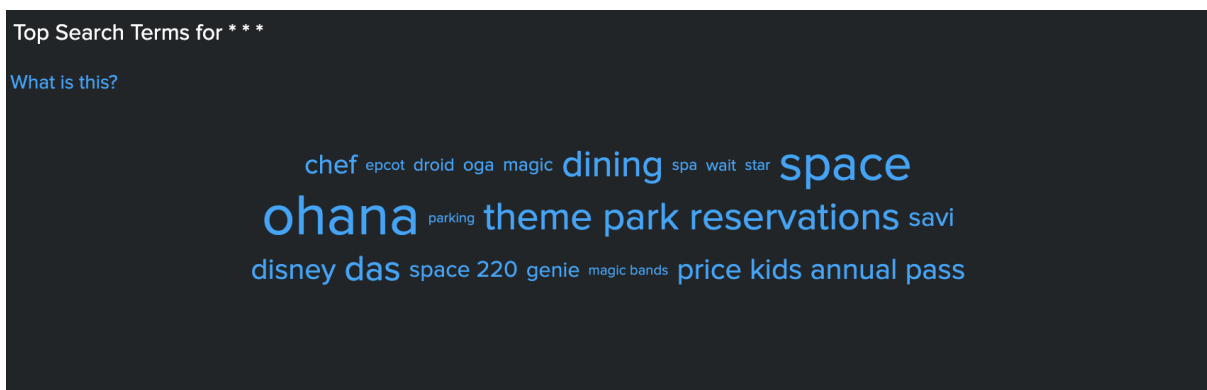 Top Search Terms for * * *
What is this?
chef epcot droid oga magic dining spa wait star space
ohana parking theme park reservations savi
disney das space 220 genie magic bands price kids annual pass